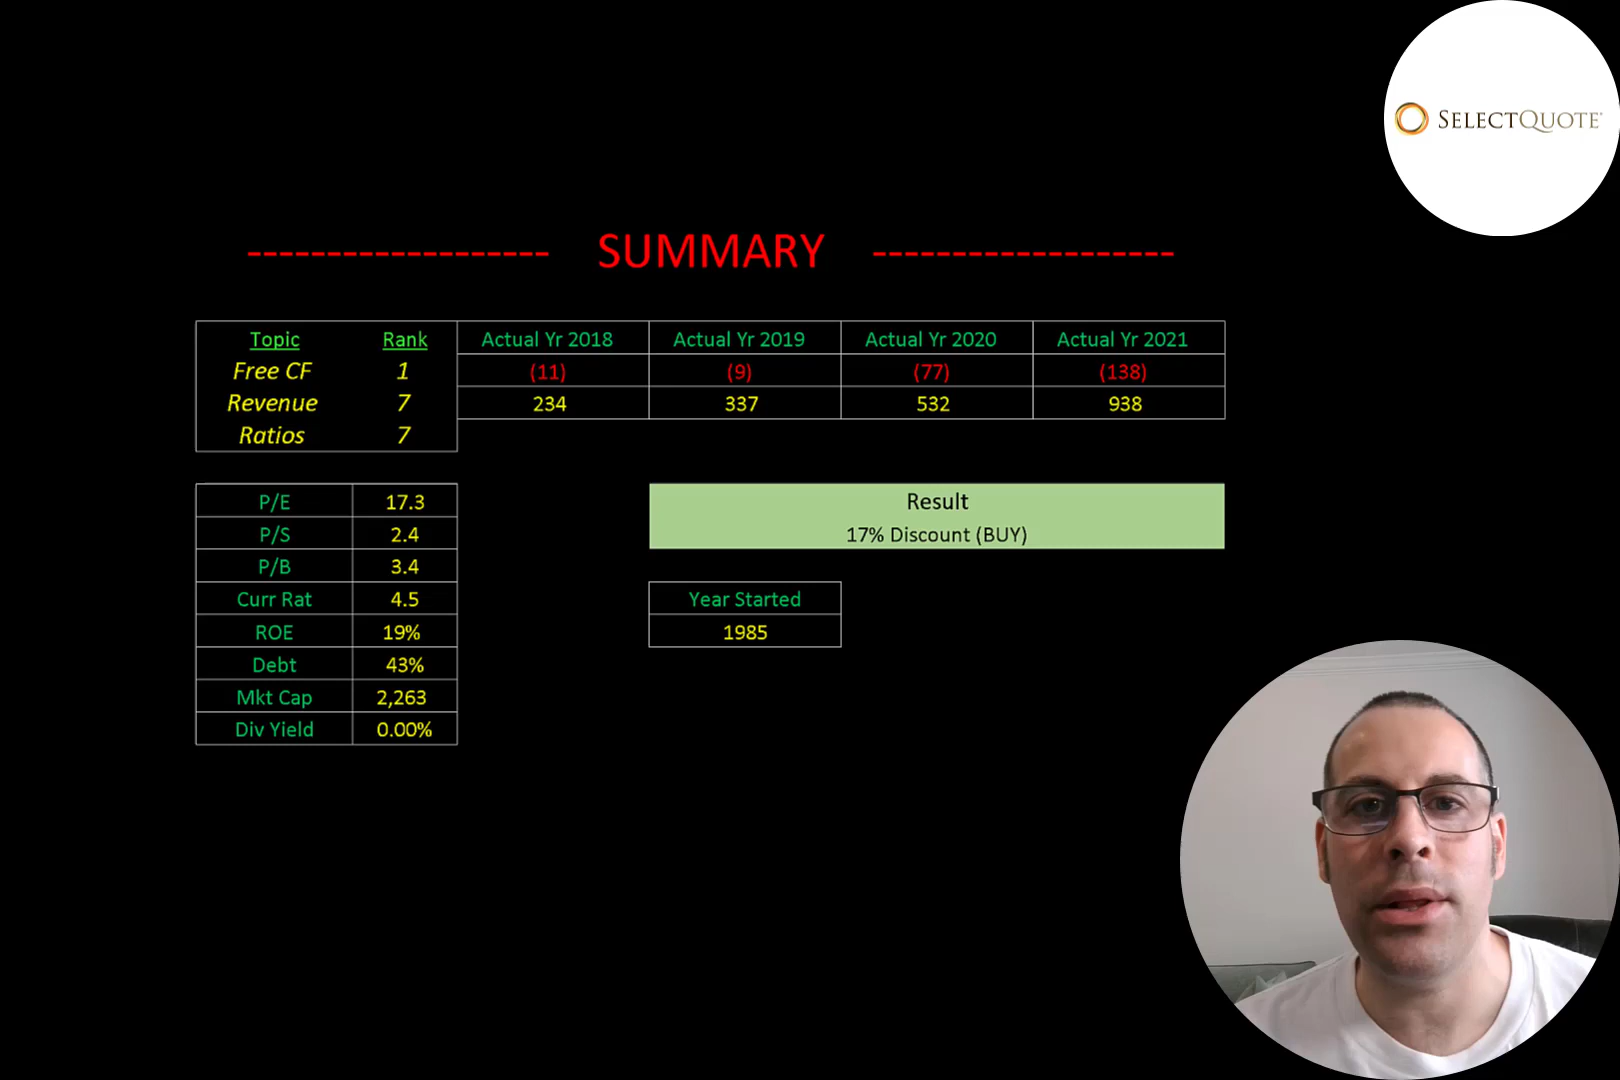 SELECTQUOTE
------------------- SUMMARY -------------------
Topic Rank Actual Yr 2018 Actual Yr 2019 Actual Yr 2020 Actual Yr 2021
Free CF 1 (11) (9) (77) (138)
Revenue 7 234 337 532 938
Ratios 7
P/E 17.3 Result
P/S 2.4 17% Discount (BUY)
P/B 3.4
Curr Rat 4.5 Year Started
ROE 19% 1985
Debt 43%
Mkt Cap 2,263
Div Yield 0.00%